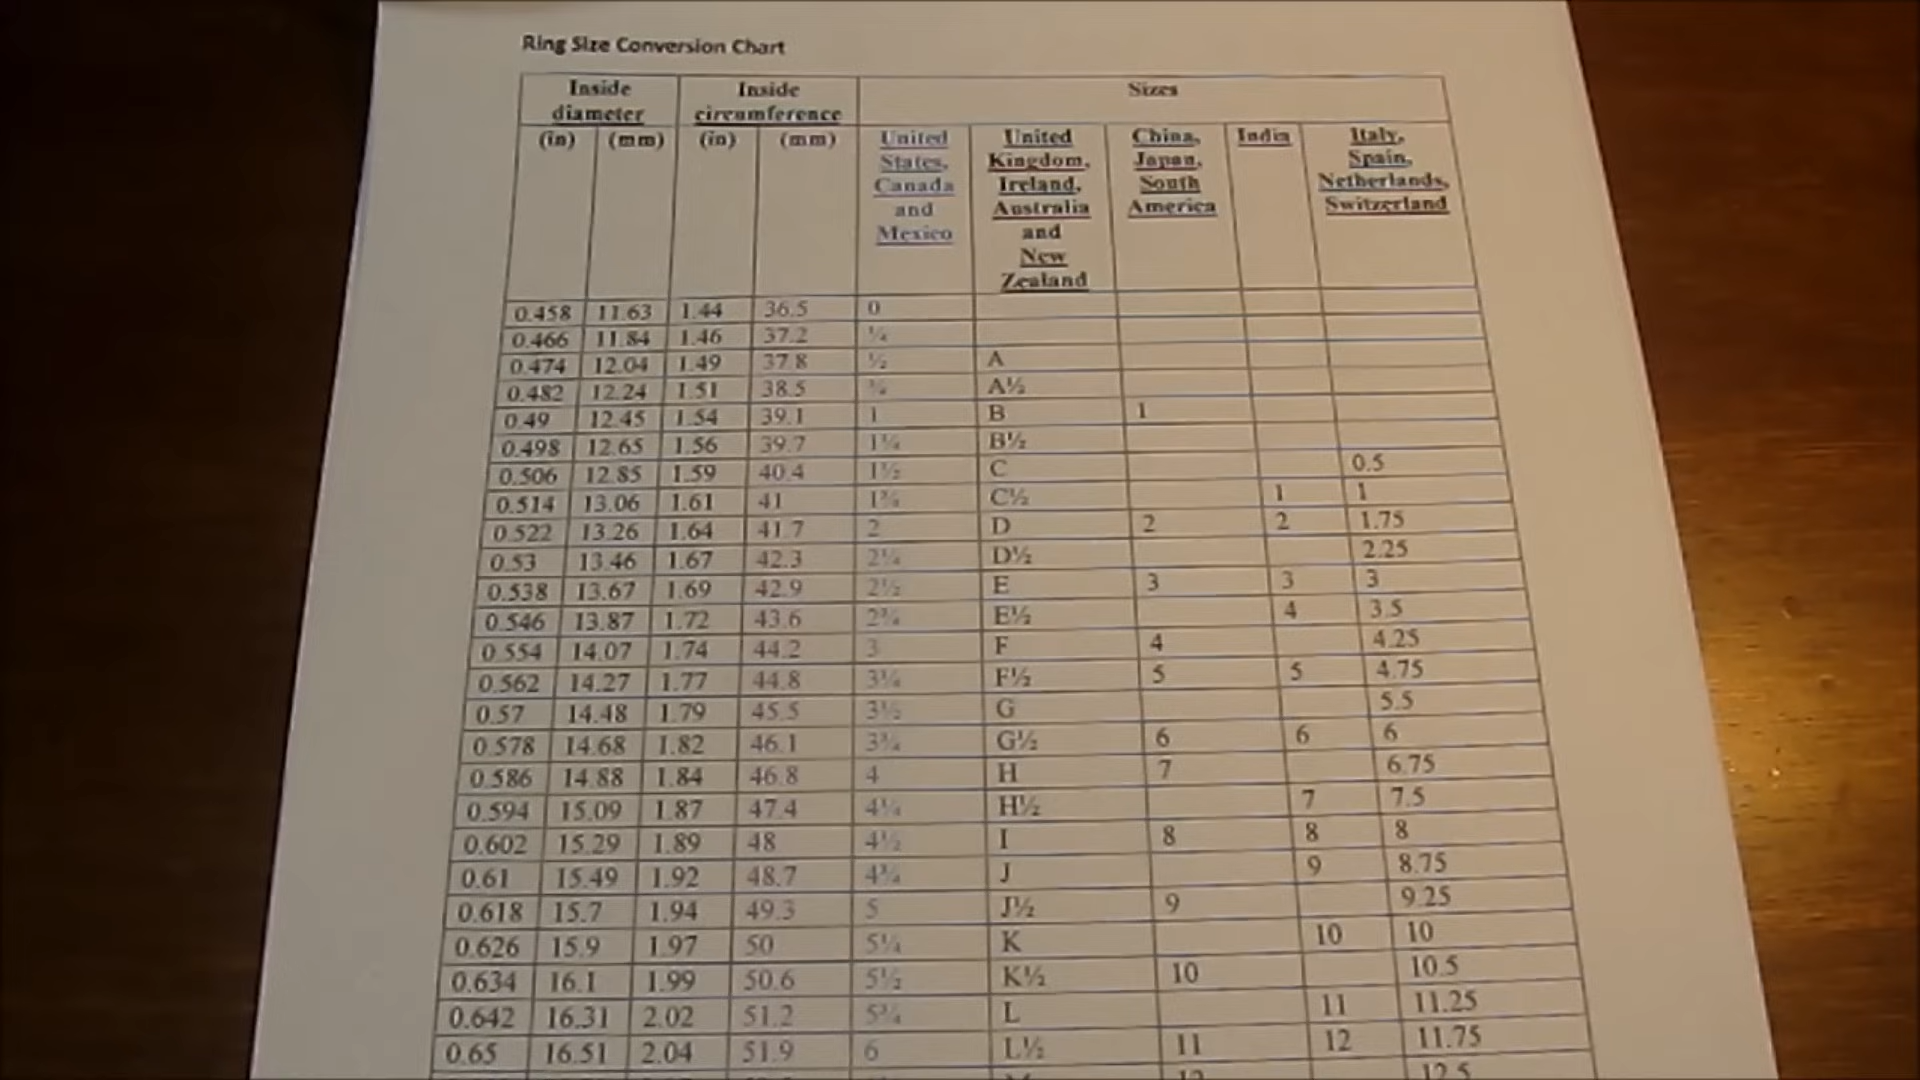 Ring Size Conversion Chart
Inside diameter Inside circumference Sizes
(in) (mm) (in) (mm) United States, Canada and Mexico United Kingdom, Ireland, Australia and New Zealand China, Japan, South America India Italy, Spain, Netherlands, Switzerland
0.458 11.63 1.44 36.5 0
0.466 11.84 1.46 37.2 ¼
0.474 12.04 1.49 37.8 ½ A
0.482 12.24 1.51 38.5 ¾ A½
0.49 12.45 1.54 39.1 1 B 1
0.498 12.65 1.56 39.7 1¼ B½
0.506 12.85 1.59 40.4 1½ C 0.5
0.514 13.06 1.61 41 1¾ C½ 1 1
0.522 13.26 1.64 41.7 2 D 2 2 1.75
0.53 13.46 1.67 42.3 2¼ D½ 2.25
0.538 13.67 1.69 42.9 2½ E 3 3 3
0.546 13.87 1.72 43.6 2¾ E½ 4 3.5
0.554 14.07 1.74 44.2 3 F 4 4.25
0.562 14.27 1.77 44.8 3¼ F½ 5 5 4.75
0.57 14.48 1.79 45.5 3½ G 5.5
0.578 14.68 1.82 46.1 3¾ G½ 6 6 6
0.586 14.88 1.84 46.8 4 H 7 6.75
0.594 15.09 1.87 47.4 4¼ H½ 7 7.5
0.602 15.29 1.89 48 4½ I 8 8 8
0.61 15.49 1.92 48.7 4¾ J 9 8.75
0.618 15.7 1.94 49.3 5 J½ 9 9.25
0.626 15.9 1.97 50 5¼ K 10 10
0.634 16.1 1.99 50.6 5½ K½ 10 10.5
0.642 16.31 2.02 51.2 5¾ L 11 11.25
0.65 16.51 2.04 51.9 6 L½ 11 12 11.75
12 12.5